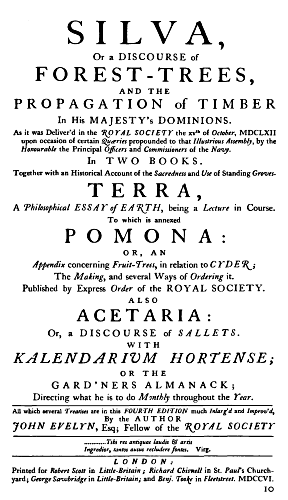 SILVA,
Or a DISCOURSE of
FOREST-TREES,
AND THE
PROPAGATION OF TIMBER
In His MAJESTY'S DOMINIONS.
As it was Deliver'd in the ROYAL SOCIETY the xvth of October, MDCLXII
upon occasion of certain Quæries propounded to that Illustrious Assembly, by the
Honourable the Principal Officers and Commissioners of the Navy.
In TWO BOOKS.
Together with an Historical Account of the Sacredness and Use of Standing Groves.
TERRA,
A Philosophical ESSAY of EARTH, being a Lecture in Course.
To which is annexed
POMONA:
OR, AN
Appendix concerning Fruit-Trees, in relation to CYDER;
The Making, and several Ways of Ordering it.
Published by Express Order of the ROYAL SOCIETY.
ALSO
ACETARIA:
Or, a DISCOURSE of SALLETS.
WITH
KALENDARIUM HORTENSE;
OR THE
GARD'NERS ALMANACK;
Directing what he is to do Monthly throughout the Year.
All which several Treatises are in this FOURTH EDITION much Inlarg'd and Improv'd,
By the AUTHOR
JOHN EVELYN, Esq; Fellow of the ROYAL SOCIETY
..........Tibi res antiquæ laudis & artis
Ingredior, tantos ausus recludere fontes. Virg.
LONDON:
Printed for Robert Scott in Little-Britain; Richard Chiswell in St. Paul's Church-
yard; George Sawbridge in Little-Britain; and Benj. Tooke in Fleetstreet. MDCCVI.
10